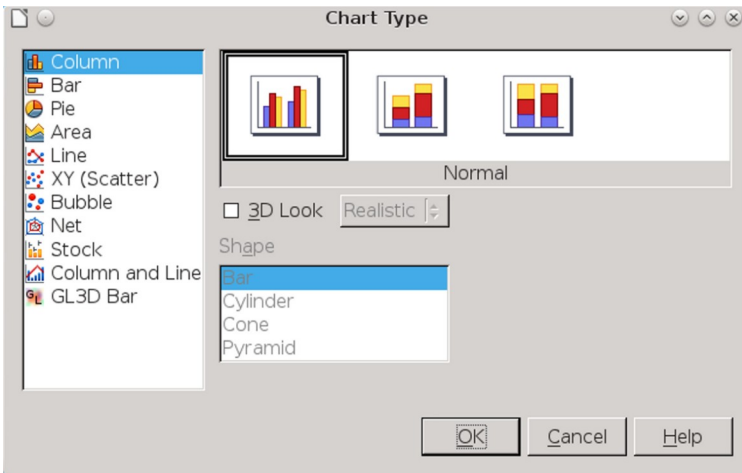 Chart Type
Column
Bar
Pie
Area
Line
XY (Scatter)
Bubble
Net
Stock
Column and Line
GL3D Bar
Normal
3D Look
Realistic
Shape
Bar
Cylinder
Cone
Pyramid
OK
Cancel
Help